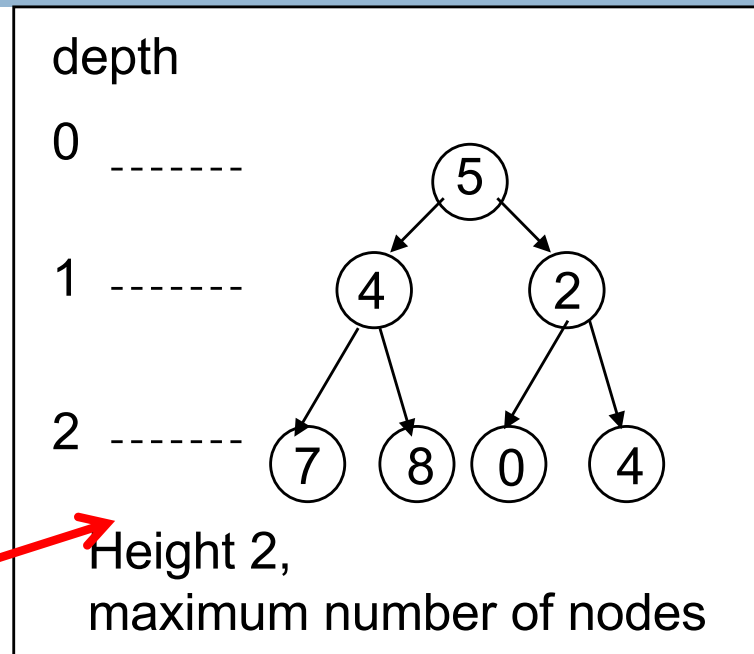 depth
0 -------
5
1 -------
4 2
2 -------
7 8 0 4
Height 2,
maximum number of nodes